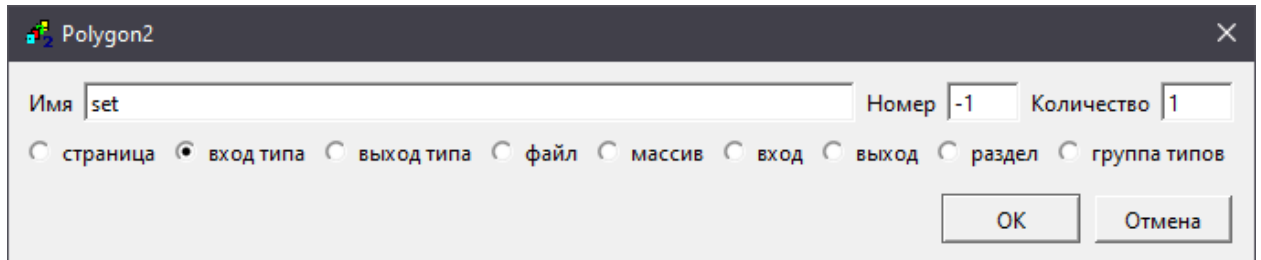 Polygon2
Имя set Номер -1 Количество 1
страница вход типа выход типа файл массив вход выход раздел группа типов
OK Отмена